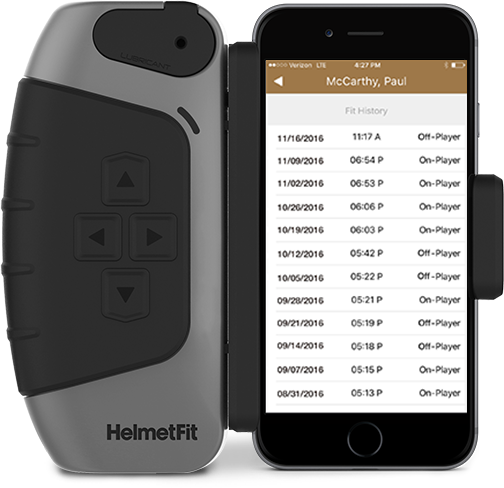 LUBRICANT
Verizon LTE 4:27 PM
McCarthy, Paul
Fit History
11/16/2016 11:17 A Off-Player
11/09/2016 06:54 P On-Player
11/02/2016 06:53 P On-Player
10/26/2016 06:06 P On-Player
10/19/2016 06:03 P On-Player
10/12/2016 05:42 P Off-Player
10/05/2016 05:22 P Off-Player
09/28/2016 05:21 P On-Player
09/21/2016 05:19 P Off-Player
09/14/2016 05:18 P Off-Player
09/07/2016 05:15 P On-Player
08/31/2016 05:13 P On-Player
HelmetFit